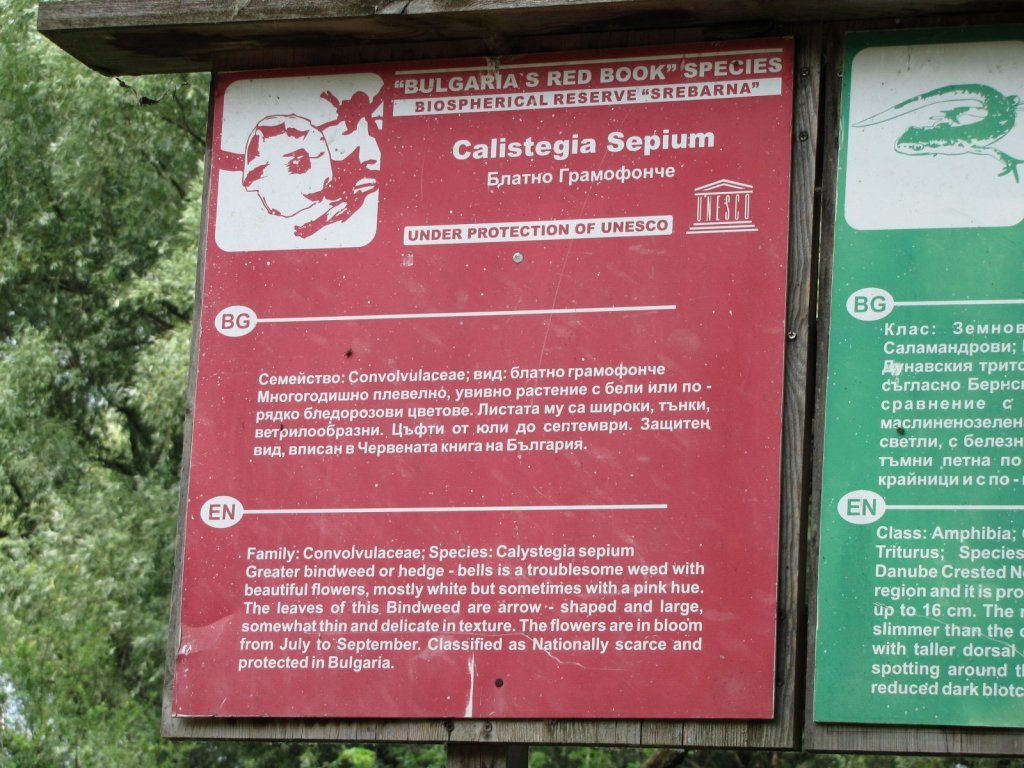 "BULGARIA`S RED BOOK" SPECIES
BIOSPHERICAL RESERVE "SREBARNA"
Calistegia Sepium
Блатно Грамофонче
UNESCO
UNDER PROTECTION OF UNESCO
BG
Семейство: Convolvulaceae; вид: блатно грамофонче
Многогодишно плевелно, увивно растение с бели или по -
рядко бледорозови цветове. Листата му са широки, тънки,
ветрилообразни. Цъфти от юли до септември. Защитен
вид, вписан в Червената книга на България.
EN
Family: Convolvulaceae; Species: Calystegia sepium
Greater bindweed or hedge - bells is a troublesome weed with
beautiful flowers, mostly white but sometimes with a pink hue.
The leaves of this Bindweed are arrow - shaped and large,
somewhat thin and delicate in texture. The flowers are in bloom
from July to September. Classified as Nationally scarce and
protected in Bulgaria.
BG
Клас: Земнов
Саламандрови;
Дунавския трит
съгласно Бернс
сравнение с
маслиненозелен
светли, с белезн
тъмни петна по
крайници и с по -
EN
Class: Amphibia;
Triturus; Species
Danube Crested Ne
region and it is pro
up to 16 cm. The
slimmer than the
with taller dorsal
spotting around th
reduced dark blotc